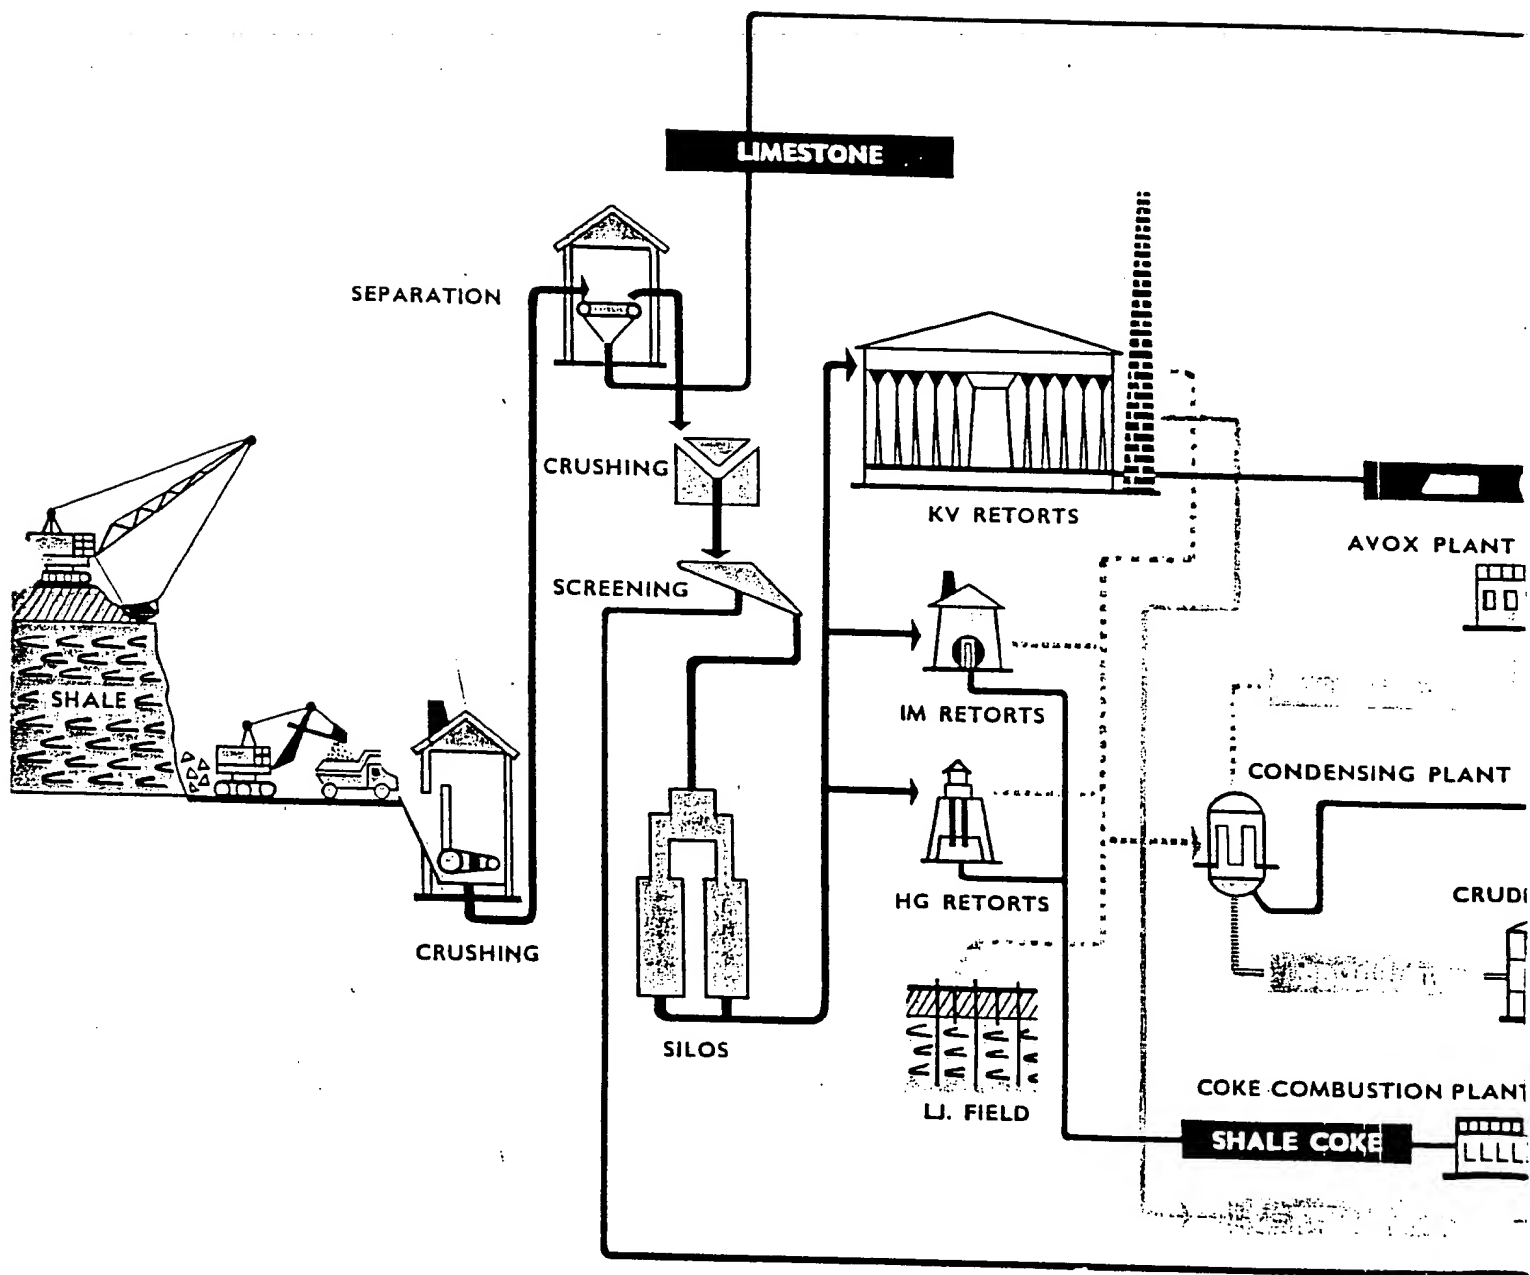 LIMESTONE
SEPARATION
CRUSHING
KV RETORTS
AVOX PLANT
SCREENING
SHALE
IM RETORTS
CONDENSING PLANT
HG RETORTS
CRUDE
CRUSHING
SILOS
COKE COMBUSTION PLANT
LJ. FIELD
SHALE COKE